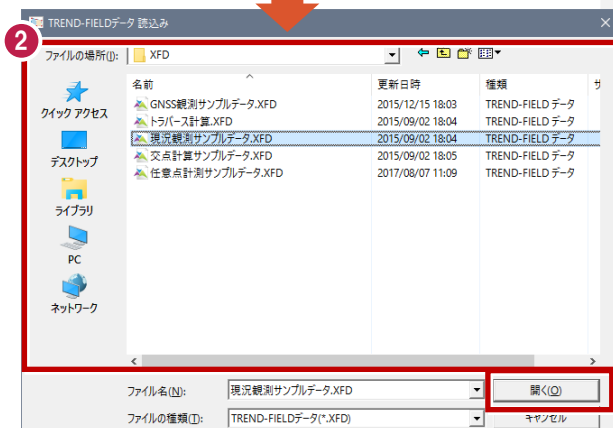 TREND-FIELDデータ 読込み
2
ファイルの場所(I): XFD
名前 更新日時 種類 サ
GNSS観測サンプルデータ.XFD 2015/12/15 18:03 TREND-FIELD データ
トラバース計算.XFD 2015/09/02 18:04 TREND-FIELD データ
現況観測サンプルデータ.XFD 2015/09/02 18:04 TREND-FIELD データ
交点計算サンプルデータ.XFD 2015/09/02 18:05 TREND-FIELD データ
任意点計測サンプルデータ.XFD 2017/08/07 11:09 TREND-FIELD データ
クイック アクセス
デスクトップ
ライブラリ
PC
ネットワーク
ファイル名(N): 現況観測サンプルデータ.XFD 開く(O)
ファイルの種類(T): TREND-FIELDデータ(*.XFD) キャンセル